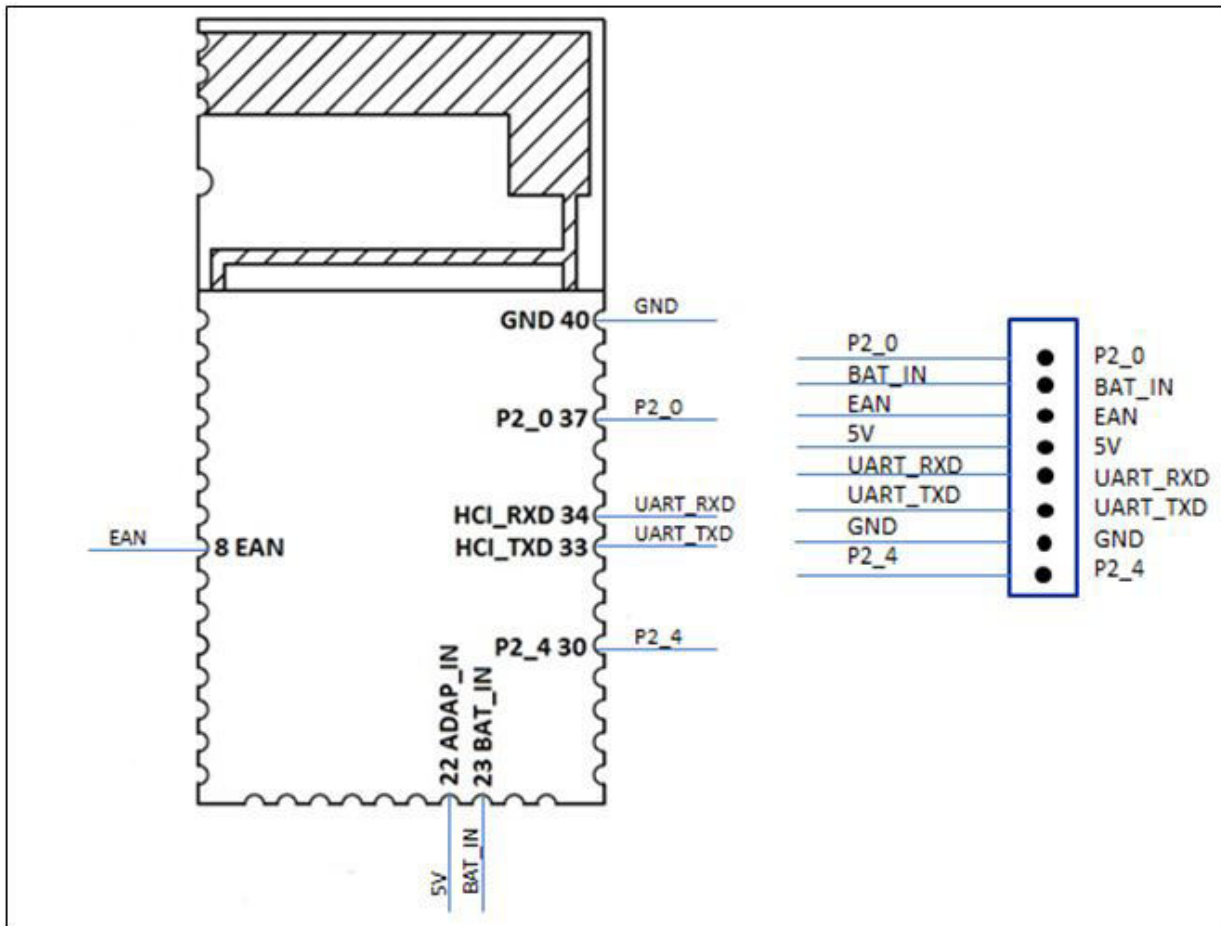 GND 40
GND
P2_0 37
P2_0
HCI_RXD 34
UART_RXD
HCI_TXD 33
UART_TXD
EAN
8 EAN
P2_4 30
P2_4
22 ADAP_IN
23 BAT_IN
5V
BAT_IN
P2_0
BAT_IN
EAN
5V
UART_RXD
UART_TXD
GND
P2_4
P2_0
BAT_IN
EAN
5V
UART_RXD
UART_TXD
GND
P2_4